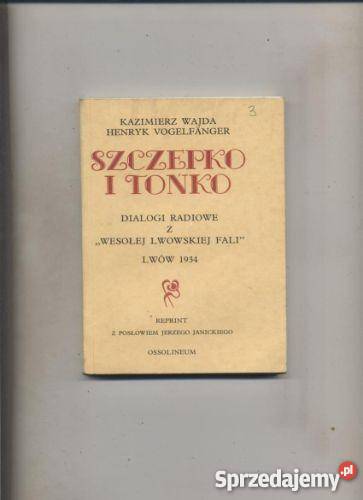 3
KAZIMIERZ WAJDA
HENRYK VOGELFÄNGER
SZCZEPKO
I TONKO
DIALOGI RADIOWE
Z
„WESOŁEJ LWOWSKIEJ FALI"
LWÓW 1934
REPRINT
Z POSŁOWIEM JERZEGO JANICKIEGO
OSSOLINEUM
Sprzedajemy.pl